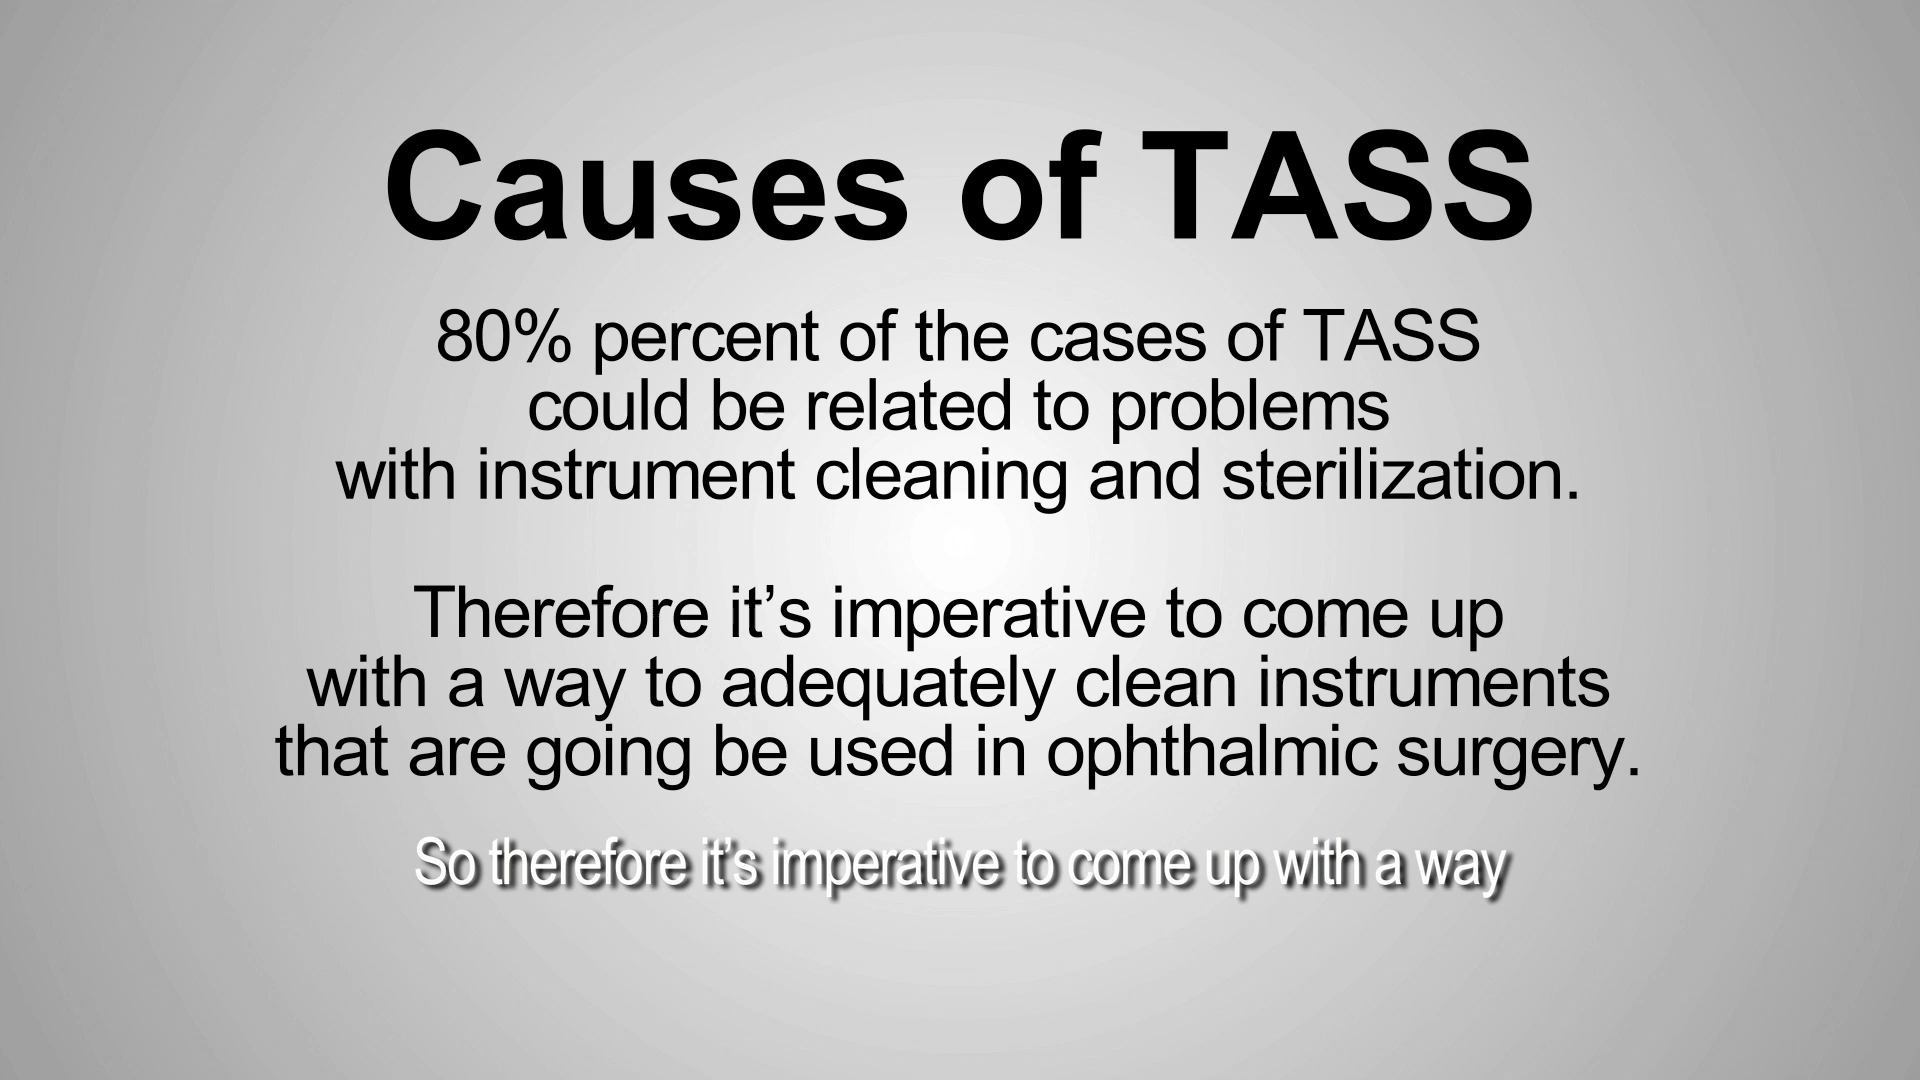 Causes of TASS
80% percent of the cases of TASS
could be related to problems
with instrument cleaning and sterilization.
Therefore it’s imperative to come up
with a way to adequately clean instruments
that are going be used in ophthalmic surgery.
So therefore it’s imperative to come up with a way